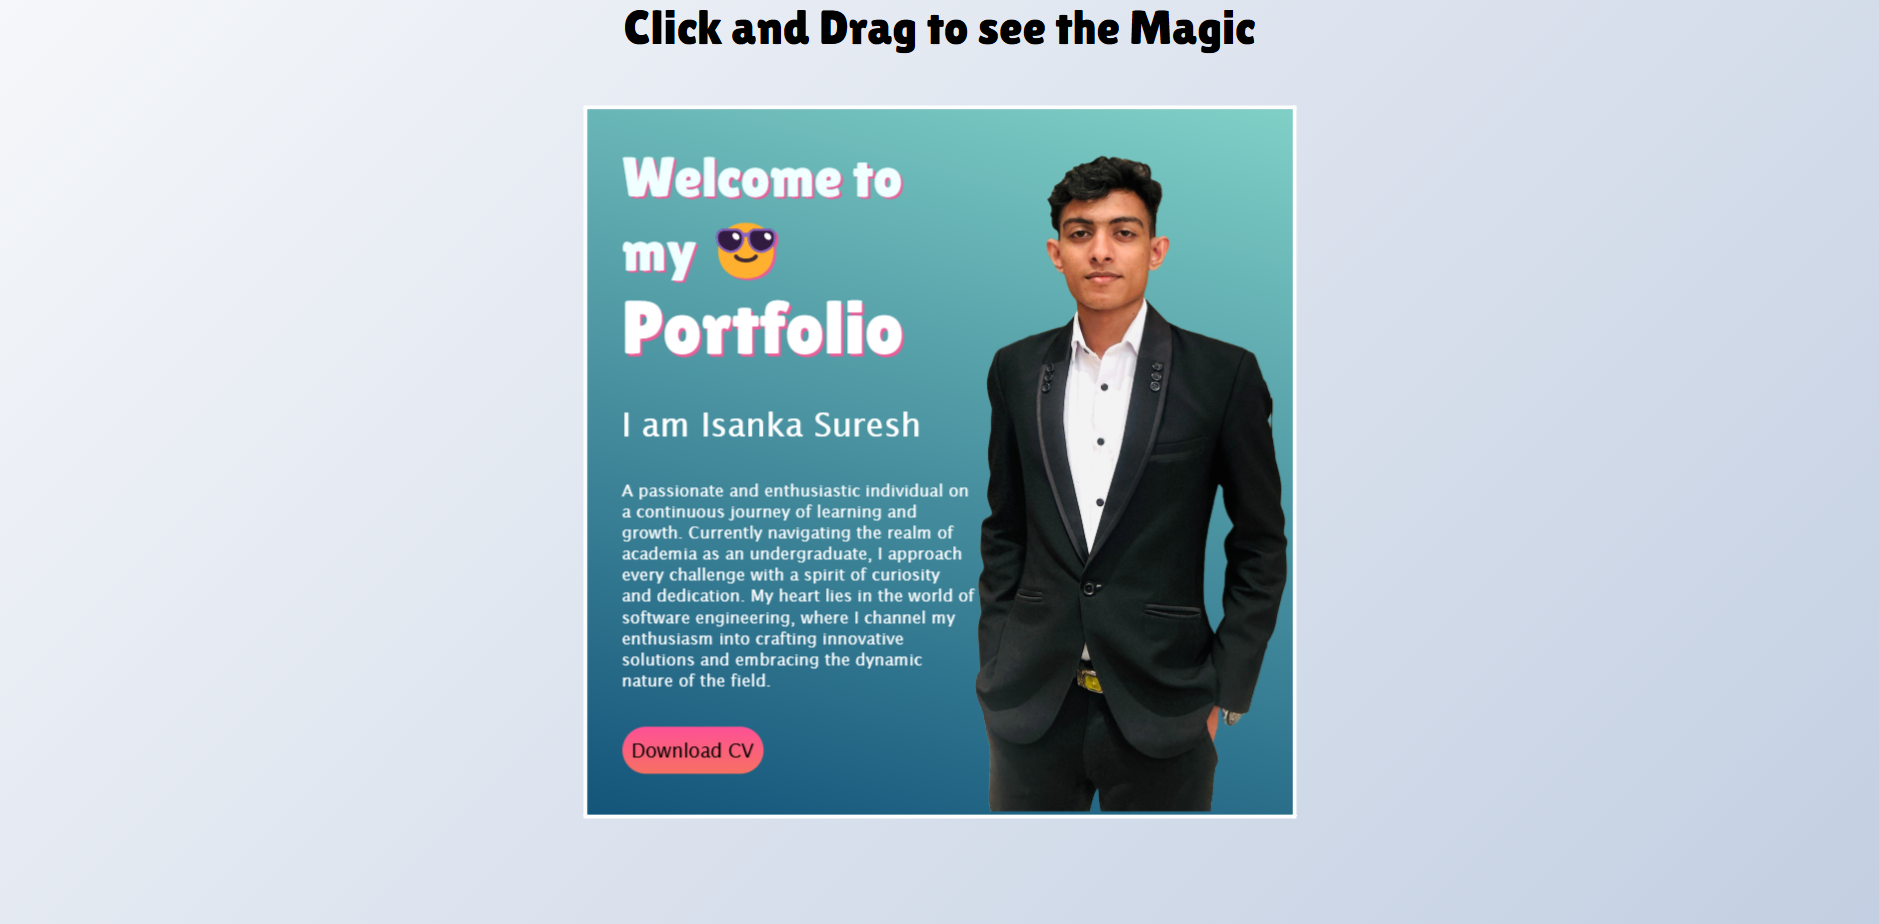 Click and Drag to see the Magic
Welcome to
my 😎
Portfolio
I am Isanka Suresh
A passionate and enthusiastic individual on
a continuous journey of learning and
growth. Currently navigating the realm of
academia as an undergraduate, I approach
every challenge with a spirit of curiosity
and dedication. My heart lies in the world of
software engineering, where I channel my
enthusiasm into crafting innovative
solutions and embracing the dynamic
nature of the field.
Download CV